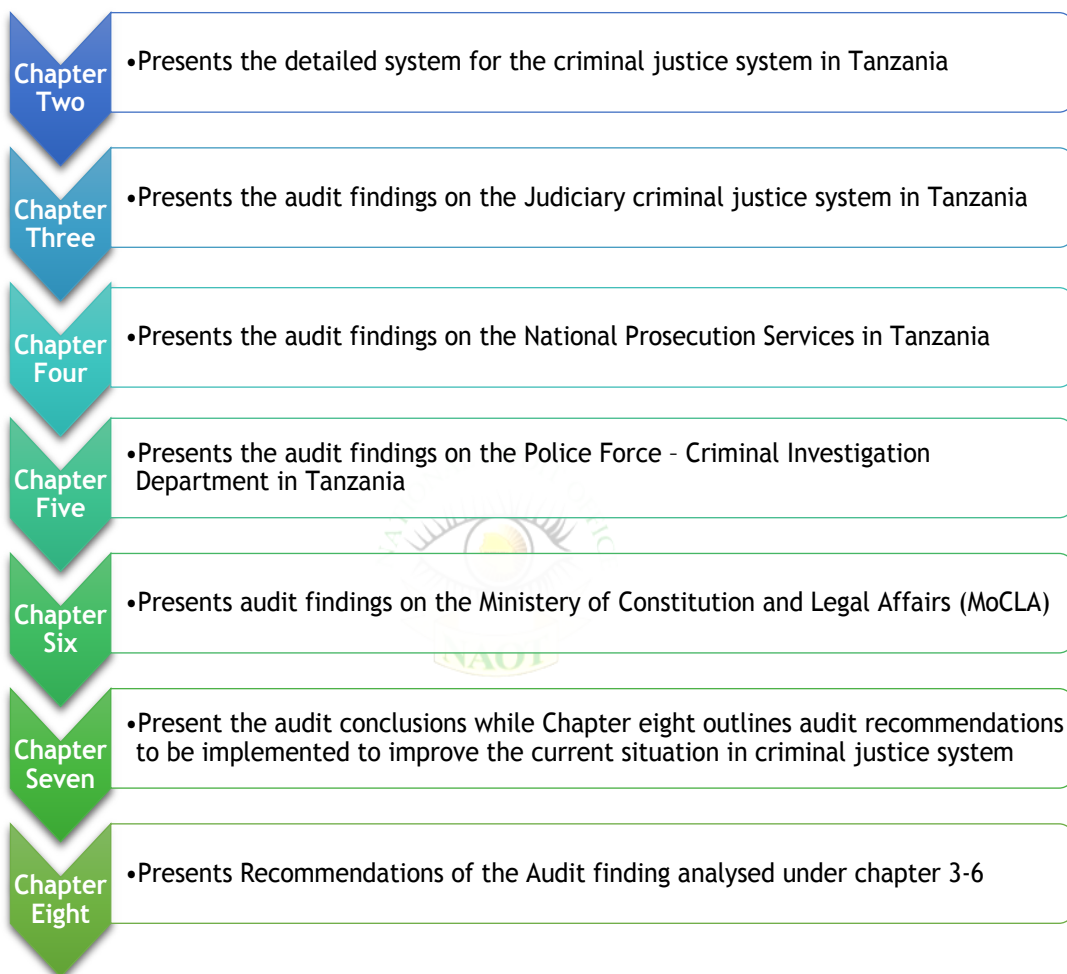 Chapter
Two
•Presents the detailed system for the criminal justice system in Tanzania
Chapter
Three
•Presents the audit findings on the Judiciary criminal justice system in Tanzania
Chapter
Four
•Presents the audit findings on the National Prosecution Services in Tanzania
Chapter
Five
•Presents the audit findings on the Police Force – Criminal Investigation
Department in Tanzania
Chapter
Six
•Presents audit findings on the Ministery of Constitution and Legal Affairs (MoCLA)
NAOT
Chapter
Seven
•Present the audit conclusions while Chapter eight outlines audit recommendations
to be implemented to improve the current situation in criminal justice system
Chapter
Eight
•Presents Recommendations of the Audit finding analysed under chapter 3-6